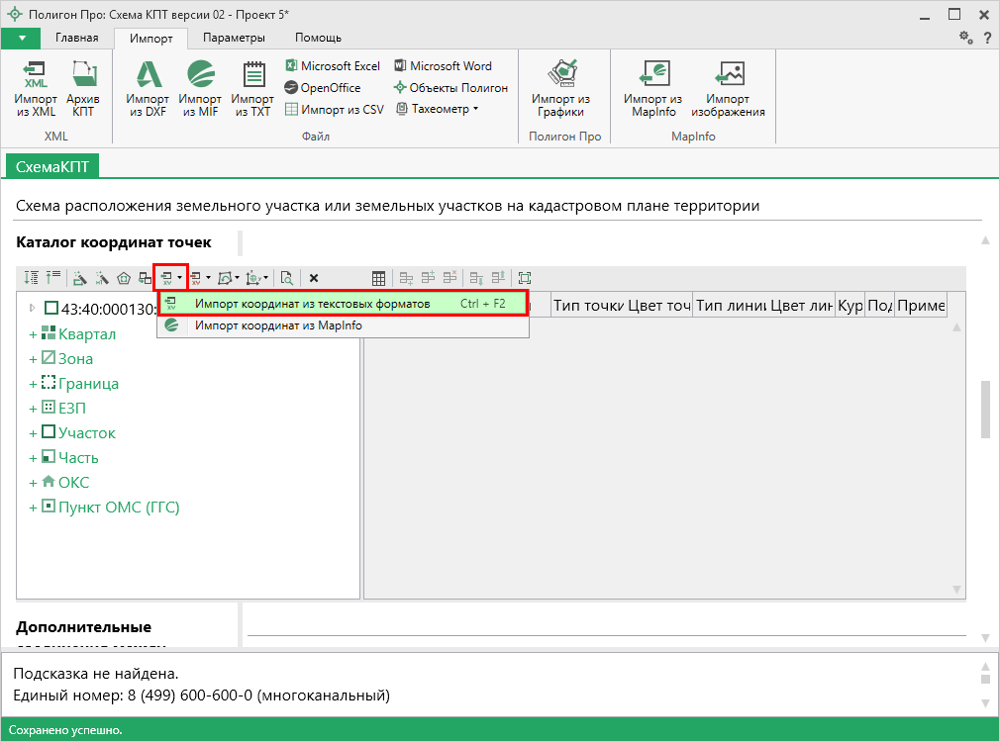 Полигон Про: Схема КПТ версии 02 - Проект 5*
Главная Импорт Параметры Помощь
Импорт из XML
Архив КПТ
XML
Импорт из DXF
Импорт из MIF
Импорт из TXT
Microsoft Excel
OpenOffice
Импорт из CSV
Microsoft Word
Объекты Полигон
Тахеометр
Файл
Импорт из Графики
Полигон Про
Импорт из MapInfo
Импорт изображения
MapInfo
СхемаКПТ
Схема расположения земельного участка или земельных участков на кадастровом плане территории
Каталог координат точек
Импорт координат из текстовых форматов Ctrl + F2
Импорт координат из MapInfo
Тип точки Цвет точ Тип лини Цвет лин Кур Под Приме
43:40:000130:
+ Квартал
+ Зона
+ Граница
+ ЕЗП
+ Участок
+ Часть
+ ОКС
+ Пункт ОМС (ГГС)
Дополнительные
Подсказка не найдена.
Единый номер: 8 (499) 600-600-0 (многоканальный)
Сохранено успешно.